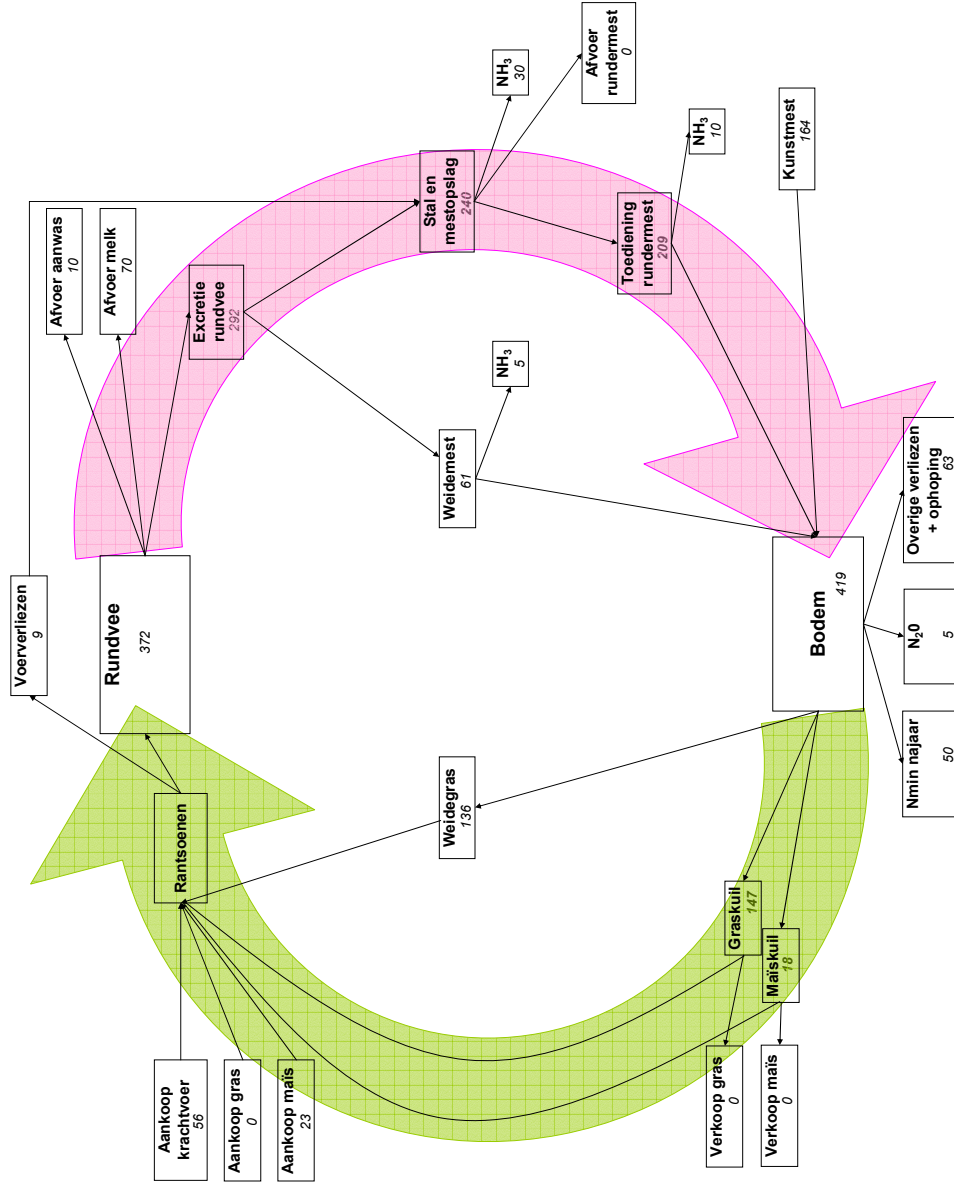 Voerverliezen
9
Rundvee
372
Afvoer aanwas
10
Afvoer melk
70
Excretie
rundvee
292
Stal en
mestopslag
240
NH₃
30
Afvoer
rundermest
0
Toediening
rundermest
209
NH₃
10
Kunstmest
164
Weidemest
61
NH₃
5
Bodem
419
Overige verliezen
+ ophoping
63
N₂0
5
Nmin najaar
50
Weidegras
136
Rantsoenen
Graskuil
147
Maïskuil
18
Aankoop
krachtvoer
56
Aankoop gras
0
Aankoop maïs
23
Verkoop gras
0
Verkoop maïs
0